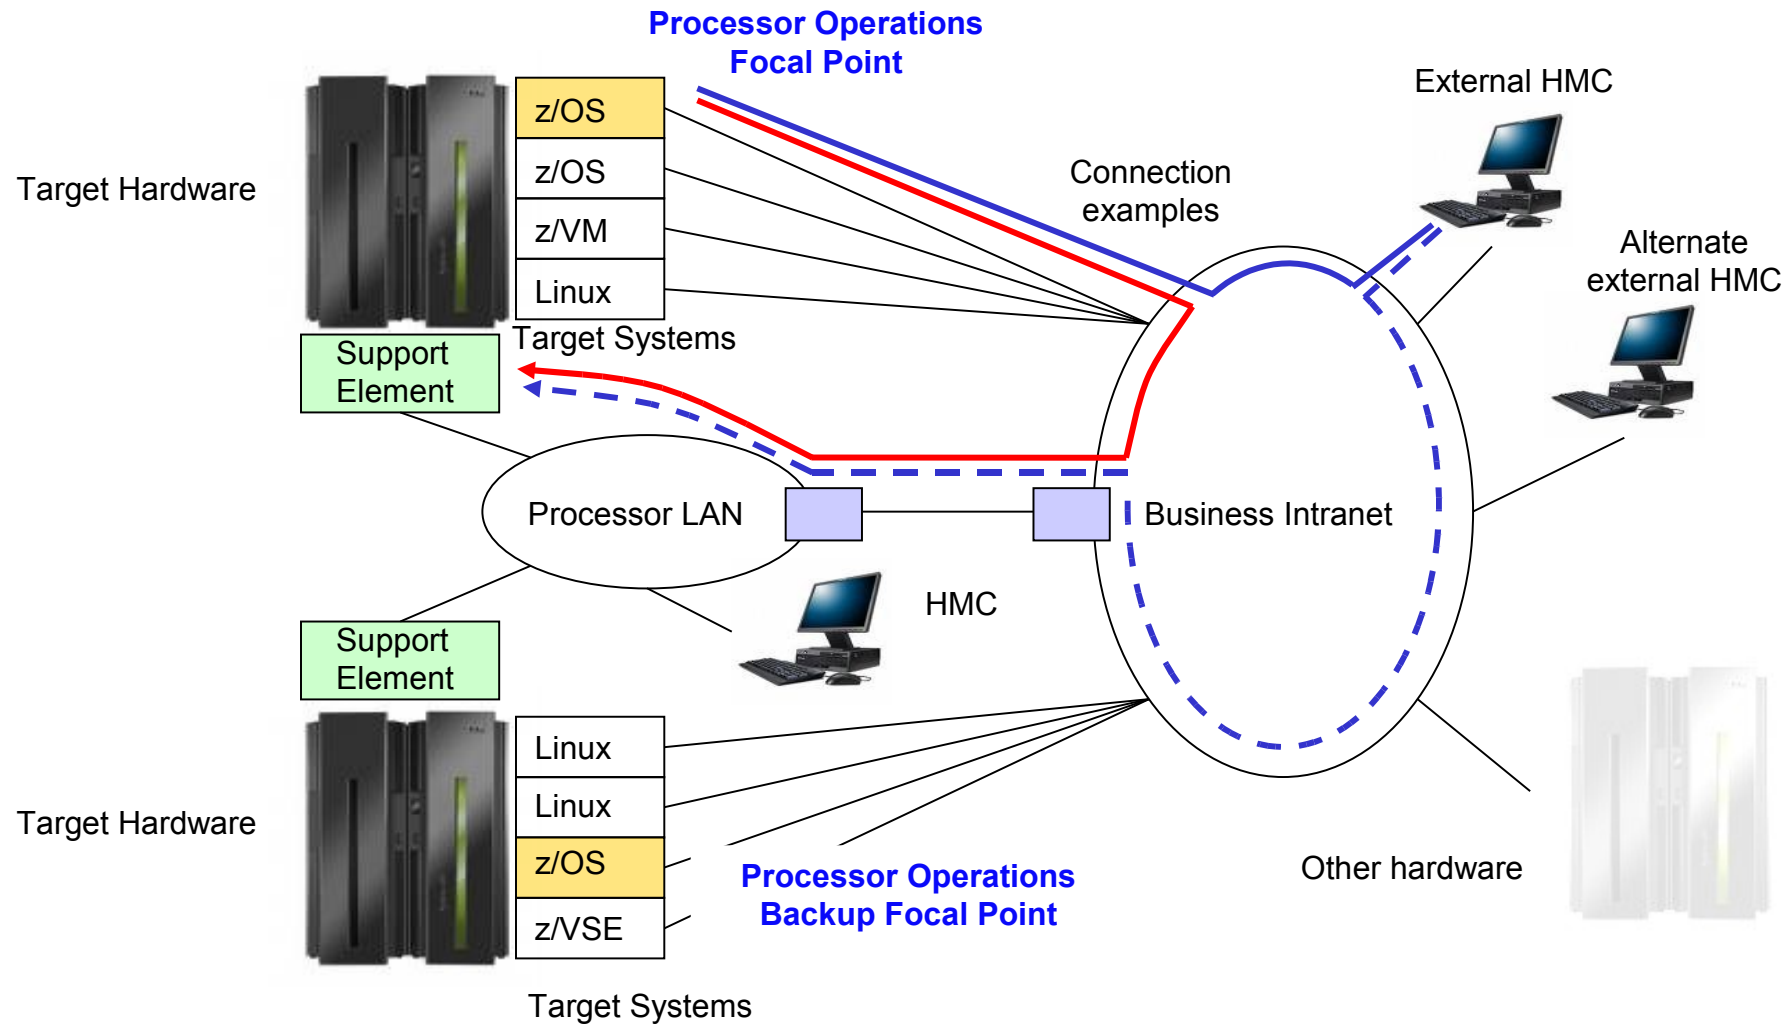 Processor Operations
Focal Point
External HMC
z/OS
Connection
examples
z/OS
Target Hardware
z/VM
Alternate
external HMC
Linux
Target Systems
Support
Element
Processor LAN
Business Intranet
HMC
Support
Element
Linux
Linux
Target Hardware
z/OS
Processor Operations
Backup Focal Point
Other hardware
z/VSE
Target Systems